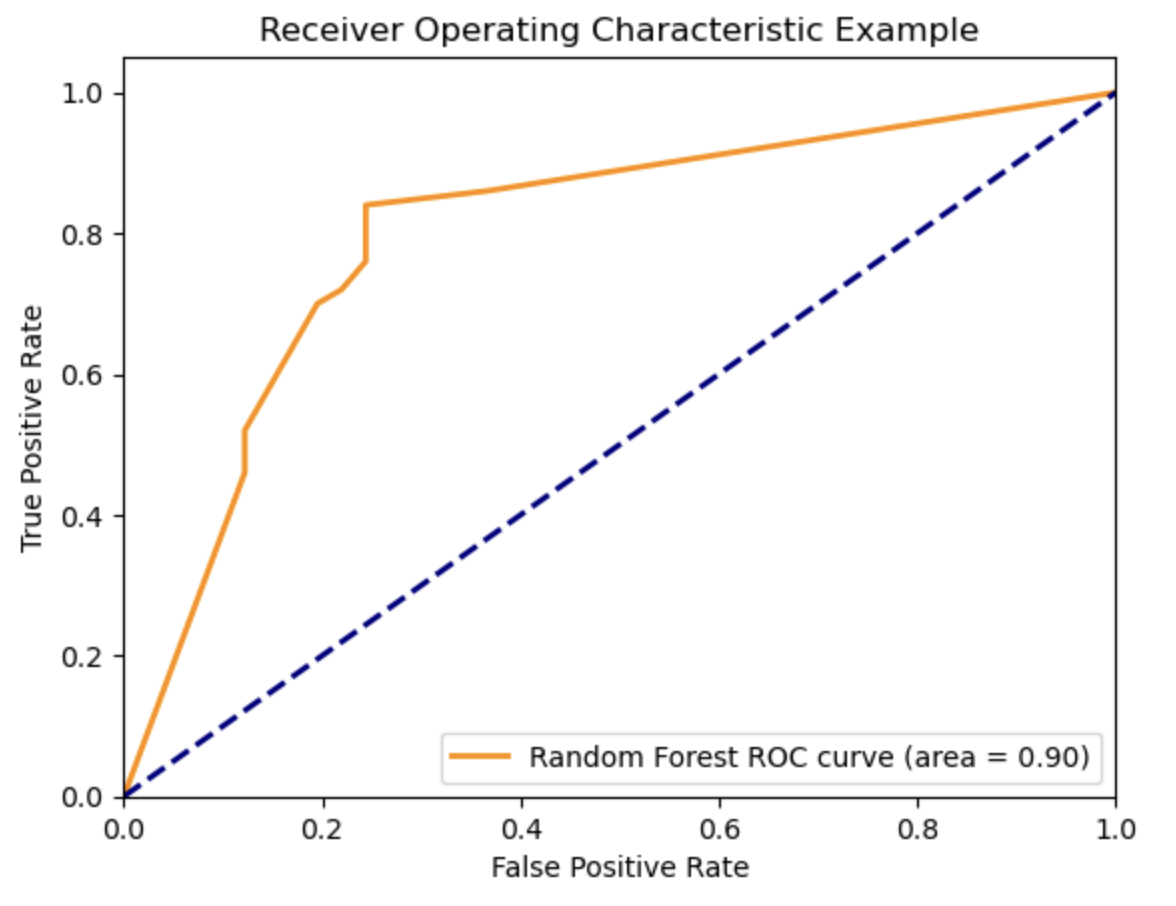 Receiver Operating Characteristic Example
1.0
0.8
0.6
0.4
0.2
0.0
True Positive Rate
Random Forest ROC curve (area = 0.90)
0.0 0.2 0.4 0.6 0.8 1.0
False Positive Rate